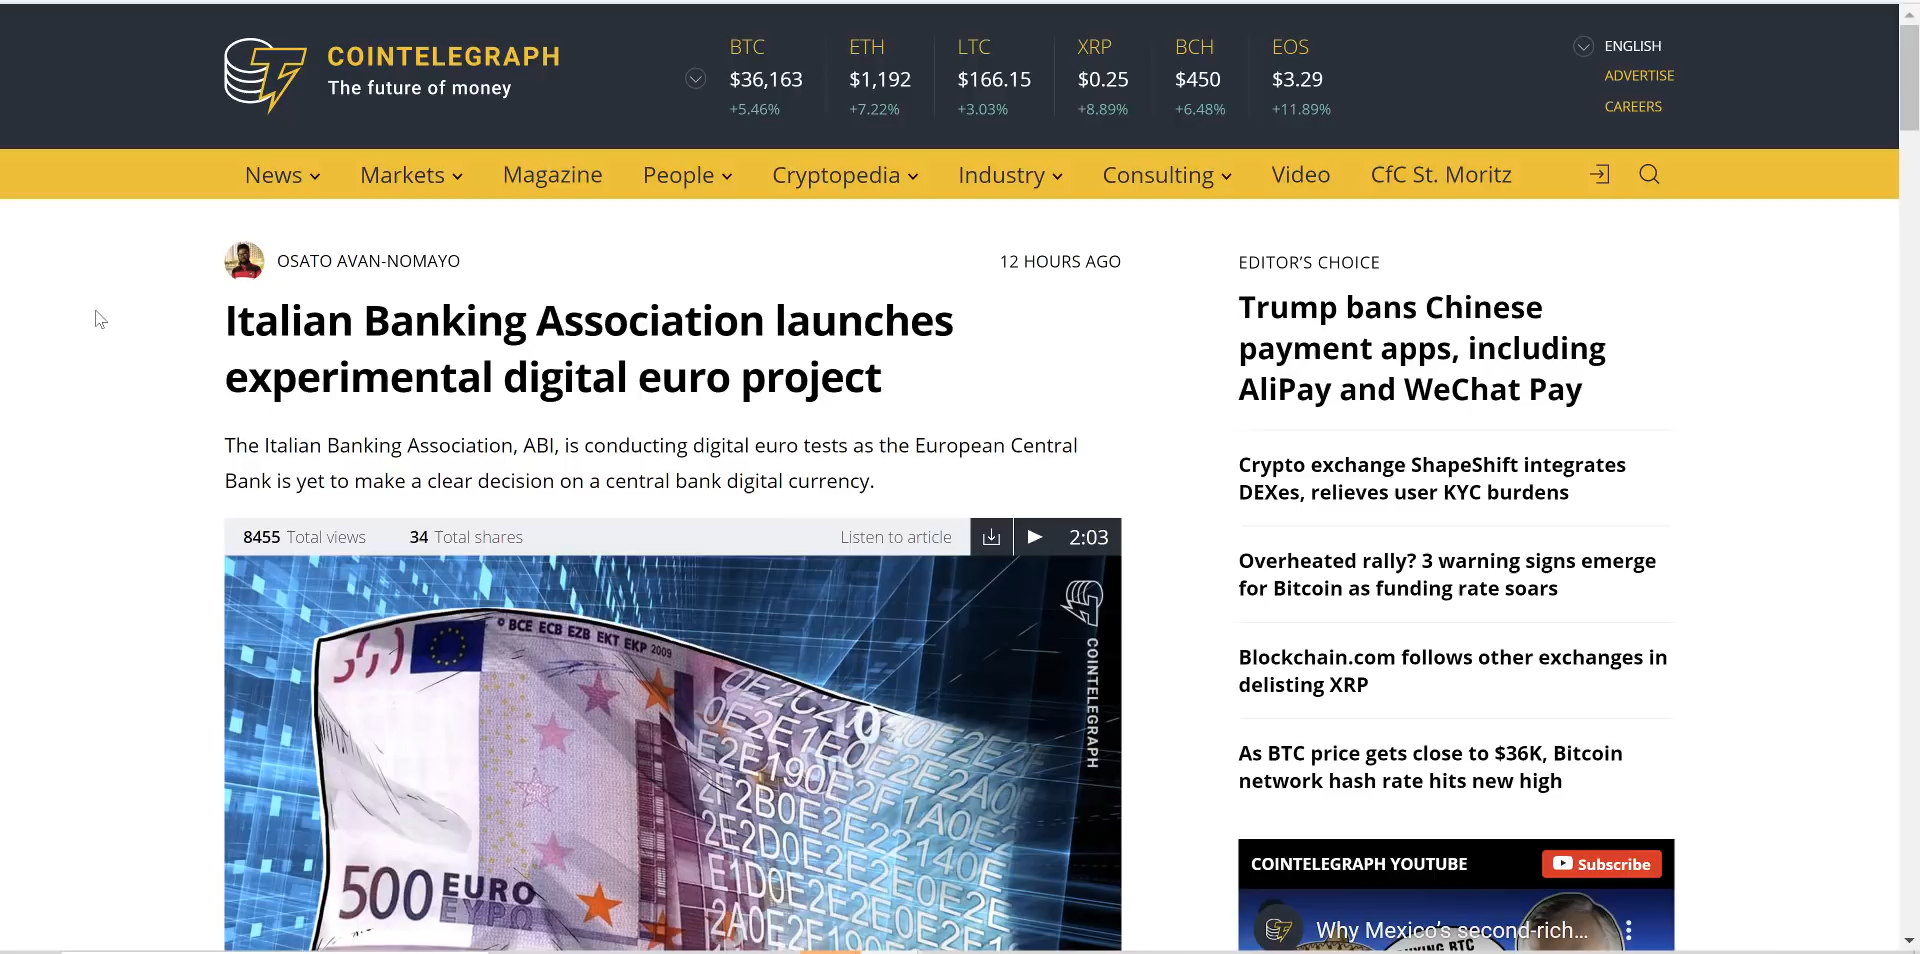 COINTELEGRAPH
The future of money
BTC
$36,163
+5.46%
ETH
$1,192
+7.22%
LTC
$166.15
+3.03%
XRP
$0.25
+8.89%
BCH
$450
+6.48%
EOS
$3.29
+11.89%
ENGLISH
ADVERTISE
CAREERS
News Markets Magazine People Cryptopedia Industry Consulting Video CfC St. Moritz
OSATO AVAN-NOMAYO 12 HOURS AGO
Italian Banking Association launches
experimental digital euro project
The Italian Banking Association, ABI, is conducting digital euro tests as the European Central
Bank is yet to make a clear decision on a central bank digital currency.
8455 Total views 34 Total shares Listen to article 2:03
© BCE ECB EZB EKT EKP 2009
COINTELEGRAPH
500 EURO
ΕΥΡΩ
EDITOR'S CHOICE
Trump bans Chinese
payment apps, including
AliPay and WeChat Pay
Crypto exchange ShapeShift integrates
DEXes, relieves user KYC burdens
Overheated rally? 3 warning signs emerge
for Bitcoin as funding rate soars
Blockchain.com follows other exchanges in
delisting XRP
As BTC price gets close to $36K, Bitcoin
network hash rate hits new high
COINTELEGRAPH YOUTUBE Subscribe
Why Mexico's second-rich...